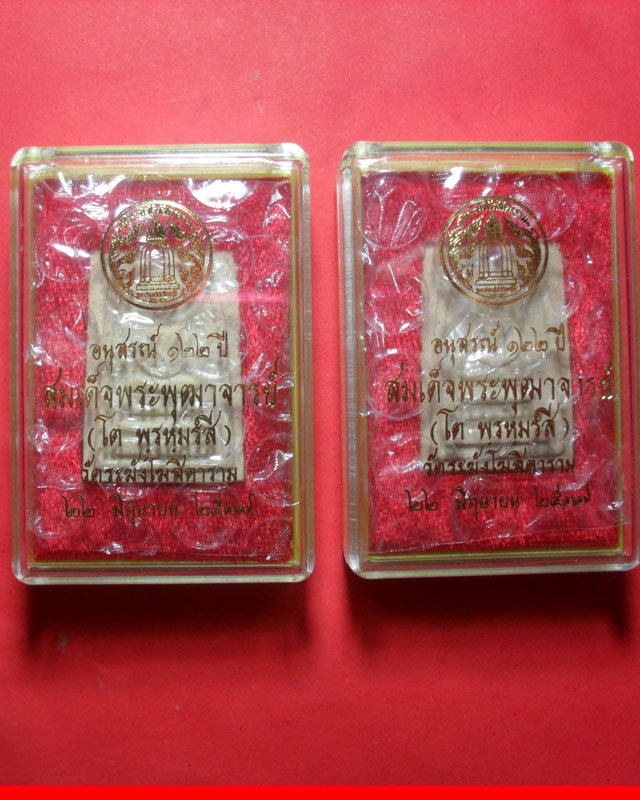 อนุสรณ์ ๑๒๒ ปี
สมเด็จพระพุฒาจารย์
(โต พรหฺมรํสี)
วัดระฆังโฆสิตาราม
๒๒ มิถุนายน ๒๕๓๗
อนุสรณ์ ๑๒๒ ปี
สมเด็จพระพุฒาจารย์
(โต พรหฺมรํสี)
วัดระฆังโฆสิตาราม
๒๒ มิถุนายน ๒๕๓๗